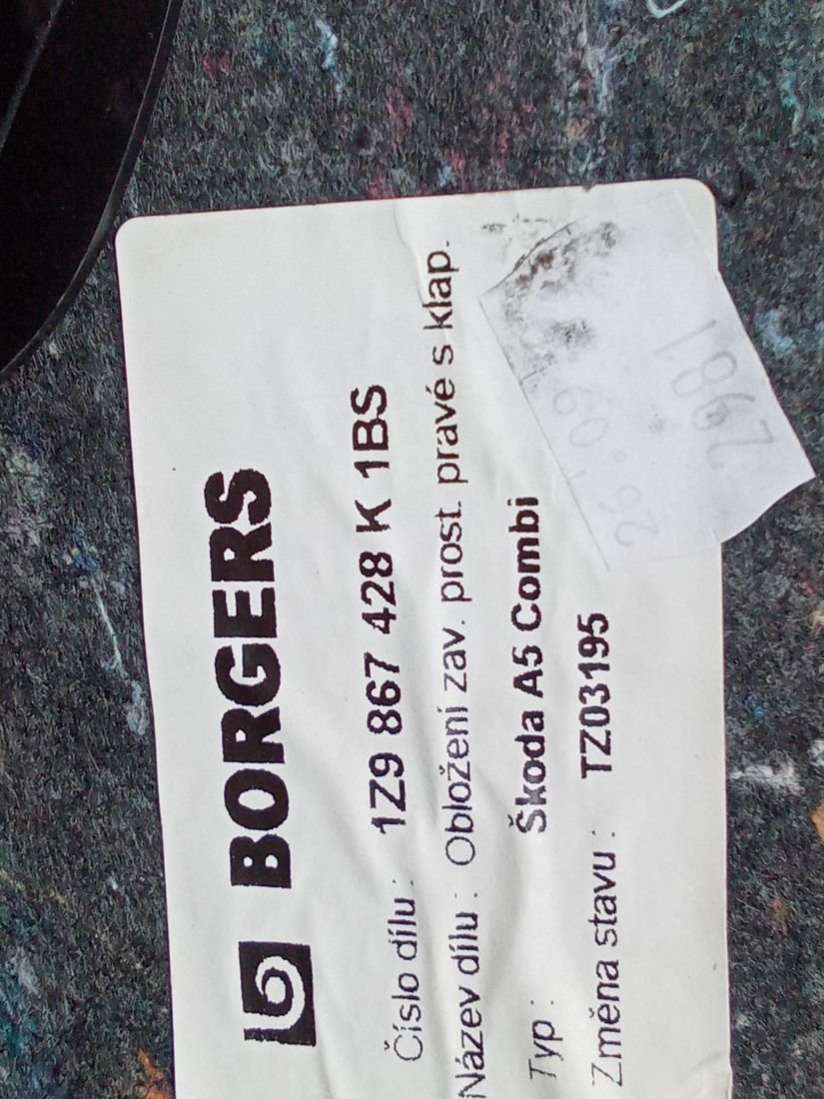 BORGERS
Číslo dílu : 1Z9 867 428 K 1BS
Název dílu : Obložení zav. prost. pravé s klap.
Typ : Škoda A5 Combi
Změna stavu : TZ03195
2981